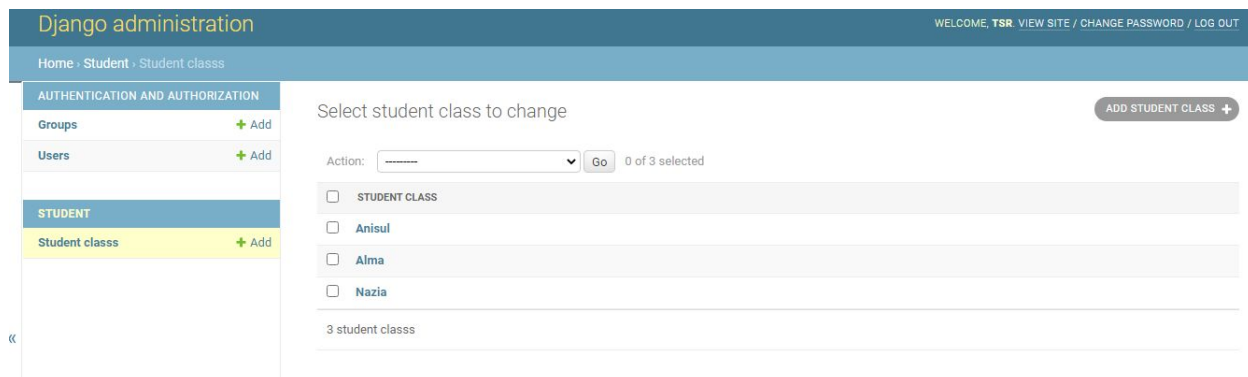 Django administration
WELCOME, TSR. VIEW SITE / CHANGE PASSWORD / LOG OUT
Home › Student › Student classs
AUTHENTICATION AND AUTHORIZATION
Groups + Add
Users + Add
STUDENT
Student classs + Add
«
Select student class to change
ADD STUDENT CLASS +
Action: --------- Go 0 of 3 selected
STUDENT CLASS
Anisul
Alma
Nazia
3 student classs